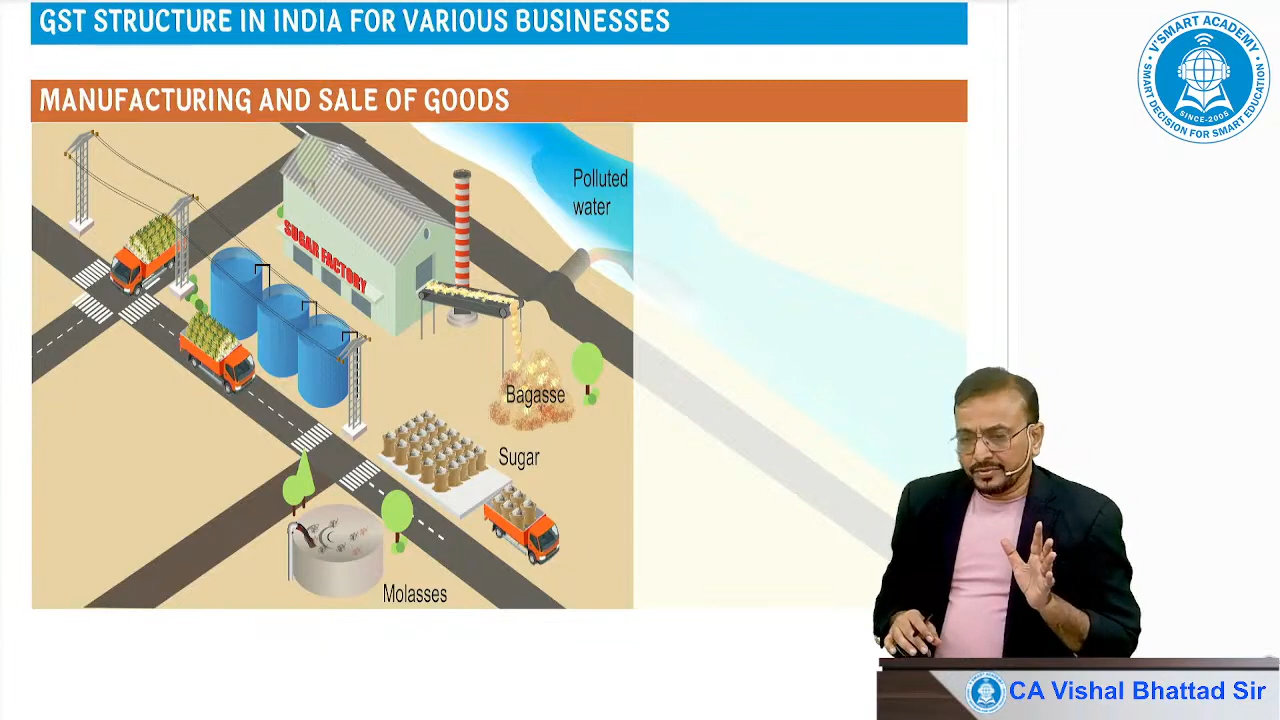 GST STRUCTURE IN INDIA FOR VARIOUS BUSINESSES
MANUFACTURING AND SALE OF GOODS
V'SMART ACADEMY
SINCE-2005
SMART DECISION FOR SMART EDUCATION
Polluted
water
SUGAR FACTORY
Bagasse
Sugar
Molasses
CA Vishal Bhattad Sir